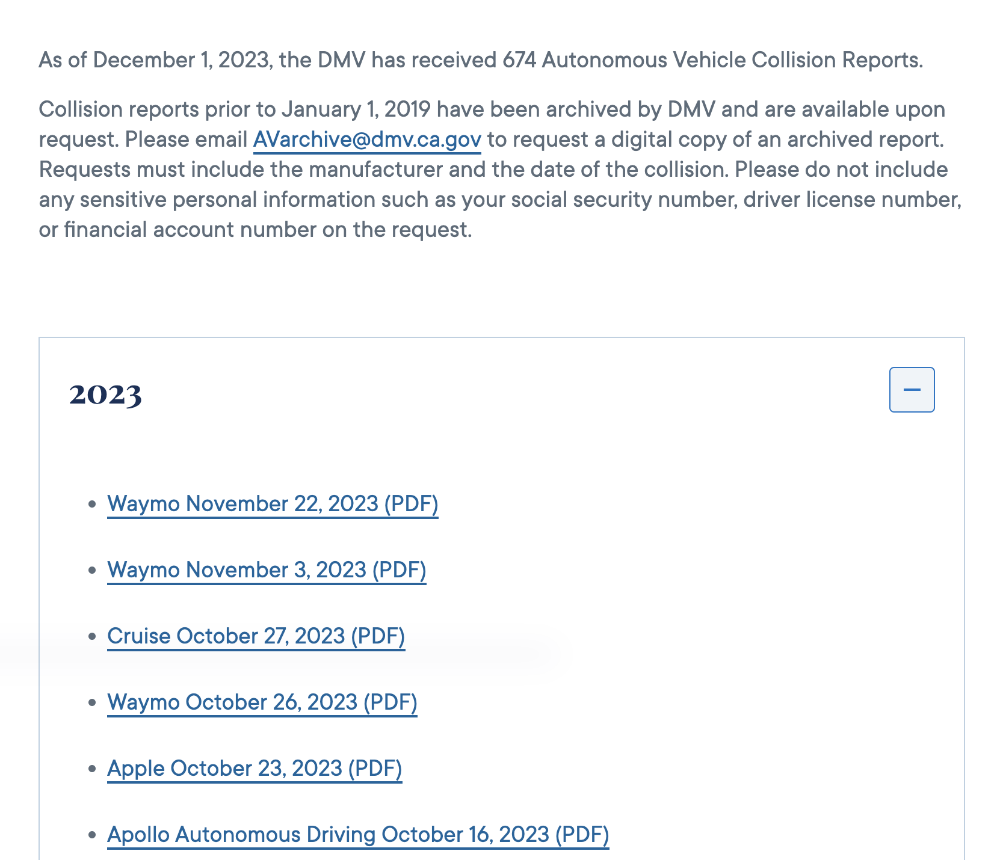 As of December 1, 2023, the DMV has received 674 Autonomous Vehicle Collision Reports.
Collision reports prior to January 1, 2019 have been archived by DMV and are available upon
request. Please email AVarchive@dmv.ca.gov to request a digital copy of an archived report.
Requests must include the manufacturer and the date of the collision. Please do not include
any sensitive personal information such as your social security number, driver license number,
or financial account number on the request.
2023
Waymo November 22, 2023 (PDF)
Waymo November 3, 2023 (PDF)
Cruise October 27, 2023 (PDF)
Waymo October 26, 2023 (PDF)
Apple October 23, 2023 (PDF)
Apollo Autonomous Driving October 16, 2023 (PDF)